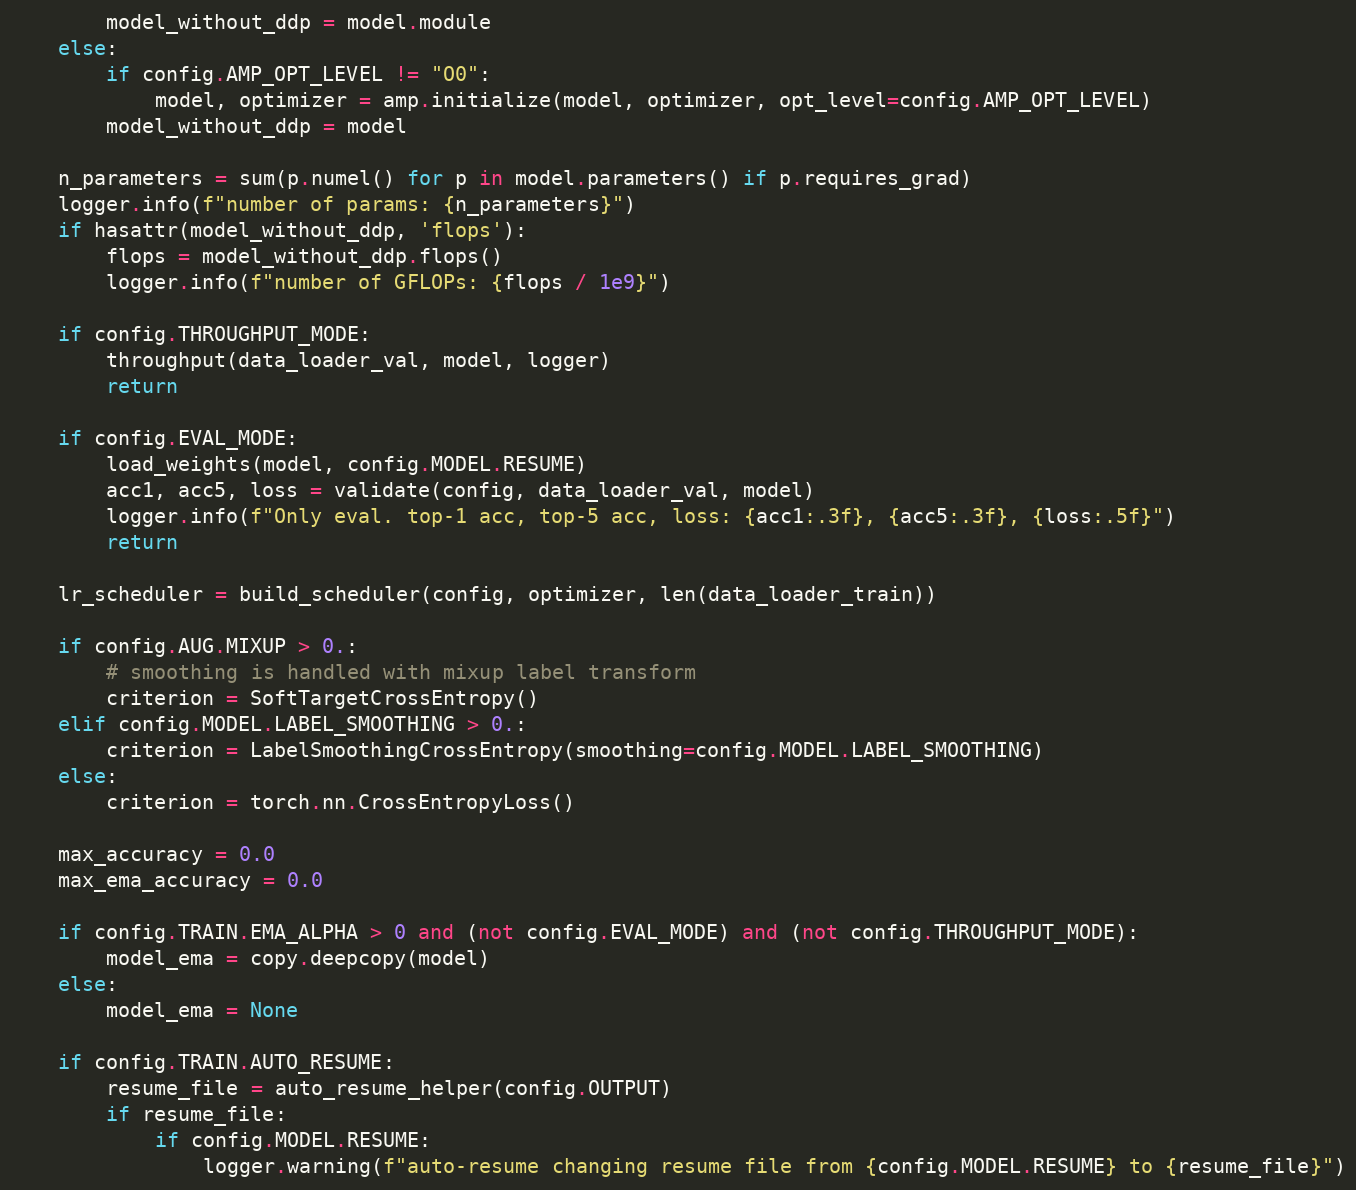 model_without_ddp = model.module
    else:
        if config.AMP_OPT_LEVEL != "O0":
            model, optimizer = amp.initialize(model, optimizer, opt_level=config.AMP_OPT_LEVEL)
        model_without_ddp = model

    n_parameters = sum(p.numel() for p in model.parameters() if p.requires_grad)
    logger.info(f"number of params: {n_parameters}")
    if hasattr(model_without_ddp, 'flops'):
        flops = model_without_ddp.flops()
        logger.info(f"number of GFLOPs: {flops / 1e9}")

    if config.THROUGHPUT_MODE:
        throughput(data_loader_val, model, logger)
        return

    if config.EVAL_MODE:
        load_weights(model, config.MODEL.RESUME)
        acc1, acc5, loss = validate(config, data_loader_val, model)
        logger.info(f"Only eval. top-1 acc, top-5 acc, loss: {acc1:.3f}, {acc5:.3f}, {loss:.5f}")
        return

    lr_scheduler = build_scheduler(config, optimizer, len(data_loader_train))

    if config.AUG.MIXUP > 0.:
        # smoothing is handled with mixup label transform
        criterion = SoftTargetCrossEntropy()
    elif config.MODEL.LABEL_SMOOTHING > 0.:
        criterion = LabelSmoothingCrossEntropy(smoothing=config.MODEL.LABEL_SMOOTHING)
    else:
        criterion = torch.nn.CrossEntropyLoss()

    max_accuracy = 0.0
    max_ema_accuracy = 0.0

    if config.TRAIN.EMA_ALPHA > 0 and (not config.EVAL_MODE) and (not config.THROUGHPUT_MODE):
        model_ema = copy.deepcopy(model)
    else:
        model_ema = None

    if config.TRAIN.AUTO_RESUME:
        resume_file = auto_resume_helper(config.OUTPUT)
        if resume_file:
            if config.MODEL.RESUME:
                logger.warning(f"auto-resume changing resume file from {config.MODEL.RESUME} to {resume_file}")